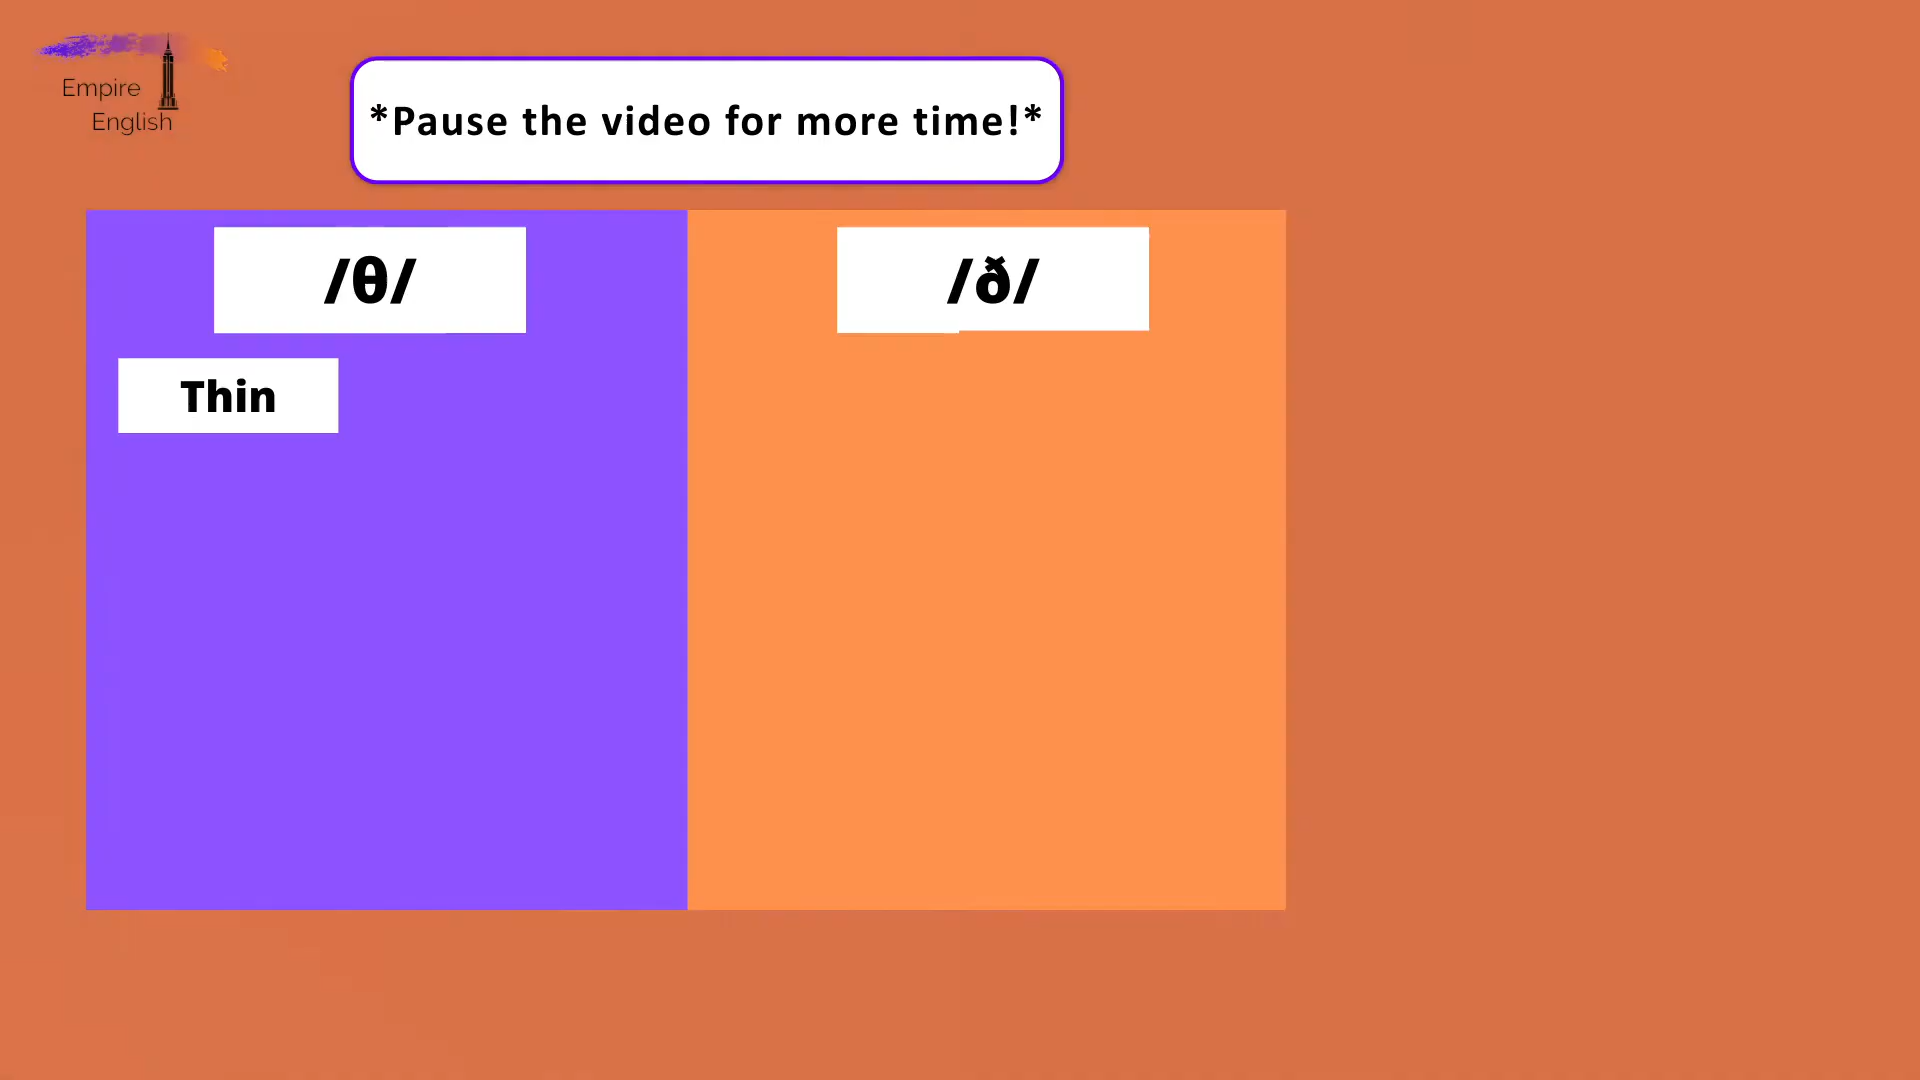 Empire
English
*Pause the video for more time!*
/θ/
/ð/
Thin